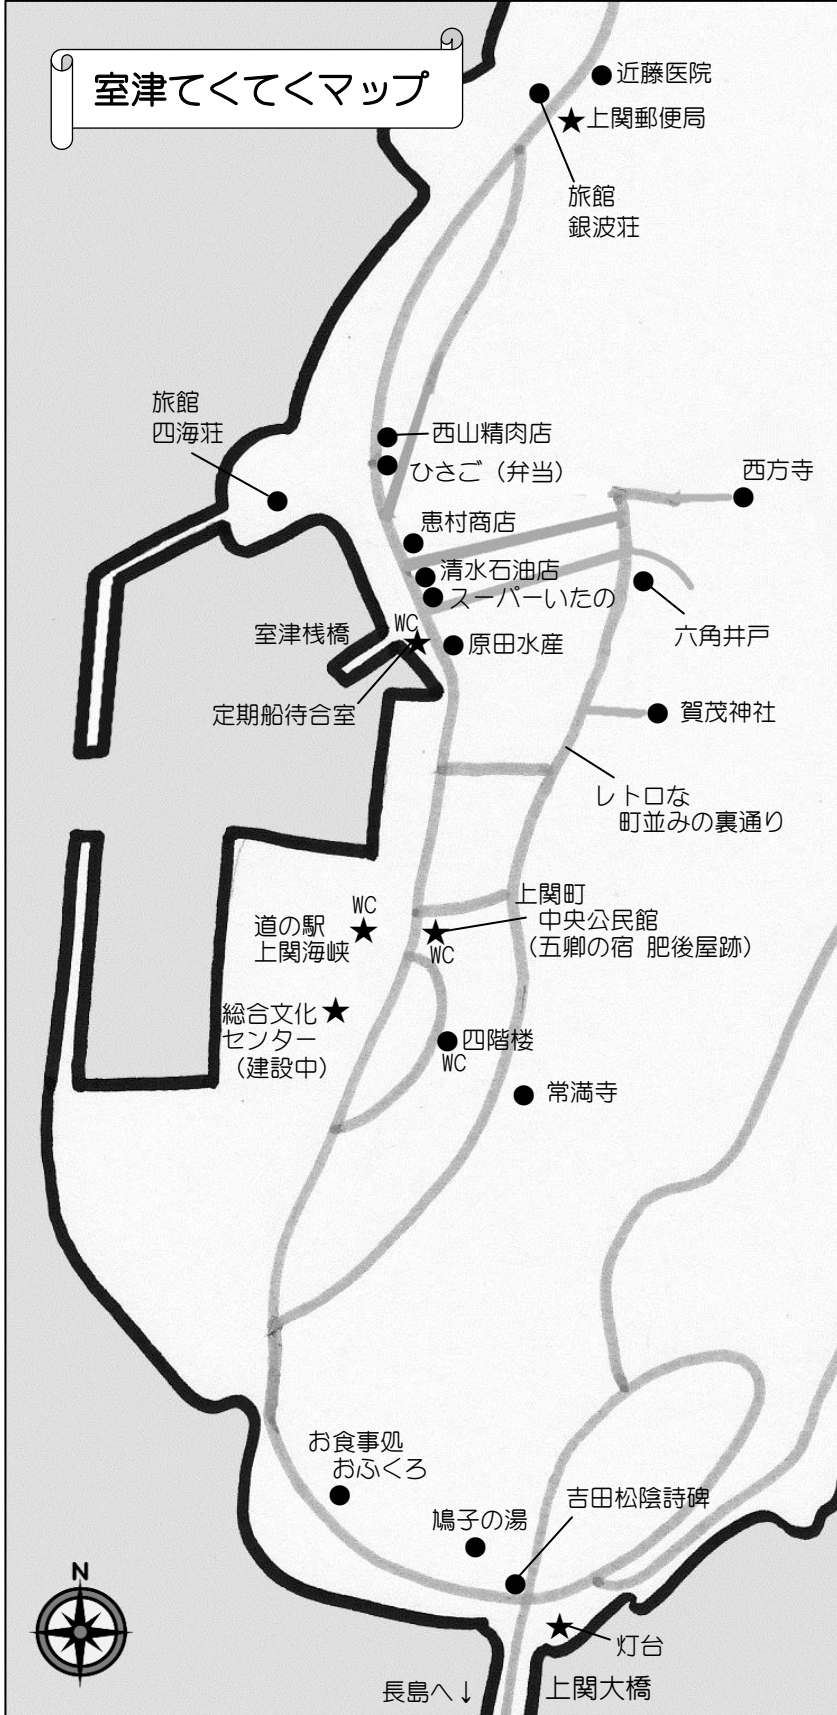 室津てくてくマップ
近藤医院
上関郵便局
旅館
銀波荘
旅館
四海荘
西山精肉店
ひさご（弁当）
西方寺
恵村商店
清水石油店
スーパーいたの
六角井戸
WC
室津桟橋
原田水産
定期船待合室
賀茂神社
レトロな
町並みの裏通り
上関町
中央公民館
（五卿の宿 肥後屋跡）
WC
WC
道の駅
上関海峡
総合文化
センター
（建設中）
四階楼
WC
常満寺
お食事処
おふくろ
鳩子の湯
吉田松陰詩碑
N
灯台
長島へ↓
上関大橋